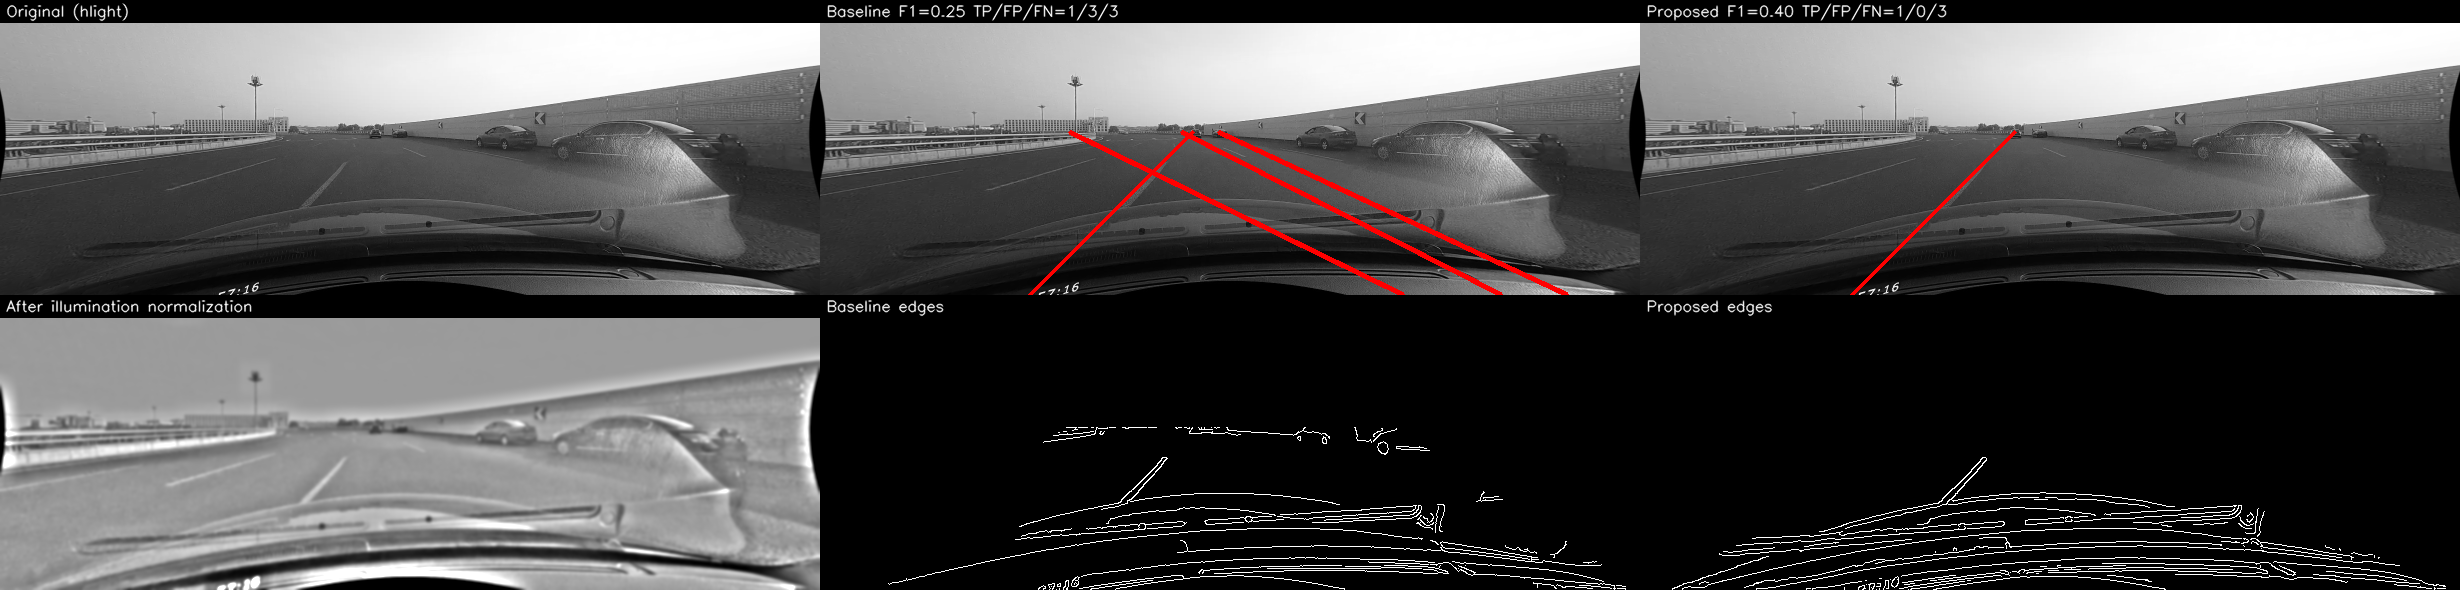 Original (hlight)
Baseline F1=0.25 TP/FP/FN=1/3/3
Proposed F1=0.40 TP/FP/FN=1/0/3
After illumination normalization
Baseline edges
Proposed edges